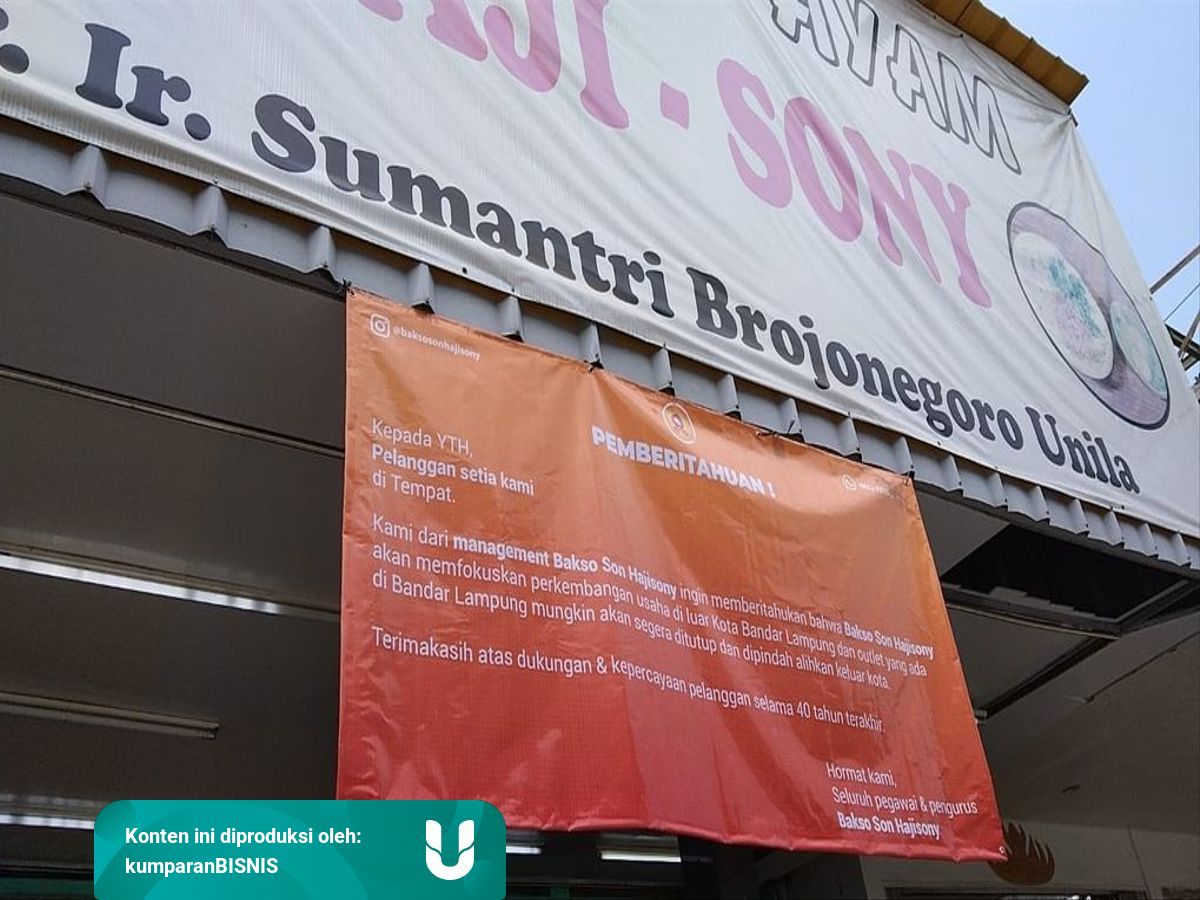 AYAM
AJI - SONY
. Ir. Sumantri Brojonegoro Unila
@baksosonhajisony
PEMBERITAHUAN !
Kepada YTH,
Pelanggan setia kami
di Tempat.
Kami dari management Bakso Son Hajisony ingin memberitahukan bahwa Bakso Son Hajisony
akan memfokuskan perkembangan usaha di luar Kota Bandar Lampung dan outlet yang ada
di Bandar Lampung mungkin akan segera ditutup dan dipindah alihkan keluar kota.
Terimakasih atas dukungan & kepercayaan pelanggan selama 40 tahun terakhir.
Hormat kami,
Seluruh pegawai & pengurus
Bakso Son Hajisony
Konten ini diproduksi oleh:
kumparanBISNIS